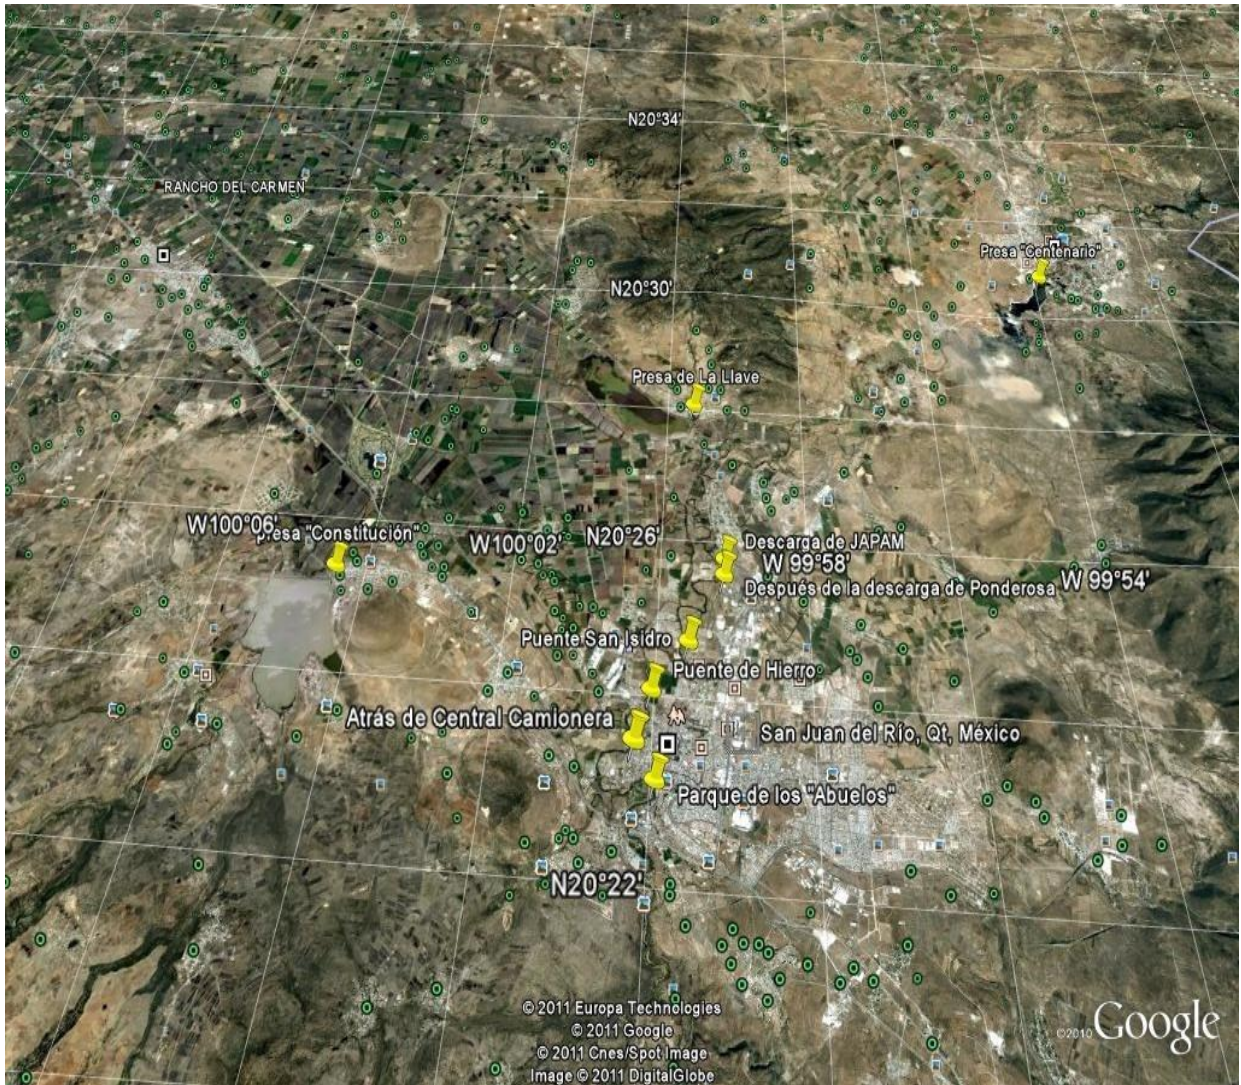 N20°34'
RANCHO DEL CARMEN
Presa "Centenario"
N20°30'
Presa de La Llave
W100°06'
Presa "Constitución"
W100°02'
N20°26'
Descarga de JAPAM
W 99°58'
Después de la descarga de Ponderosa
W 99°54'
Puente San Isidro
Puente de Hierro
Atrás de Central Camionera
San Juan del Río, Qt, México
Parque de los "Abuelos"
N20°22'
© 2011 Europa Technologies
© 2011 Google
© 2011 Cnes/Spot Image
Image © 2011 DigitalGlobe
©2010 Google